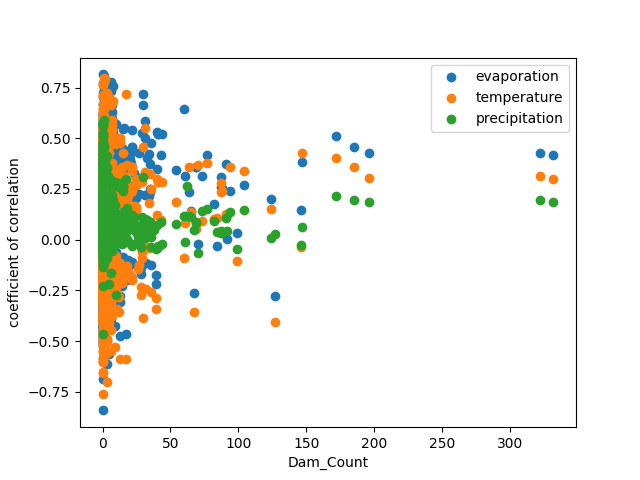 evaporation
temperature
precipitation
0.75
0.50
0.25
0.00
−0.25
−0.50
−0.75
coefficient of correlation
0 50 100 150 200 250 300
Dam_Count